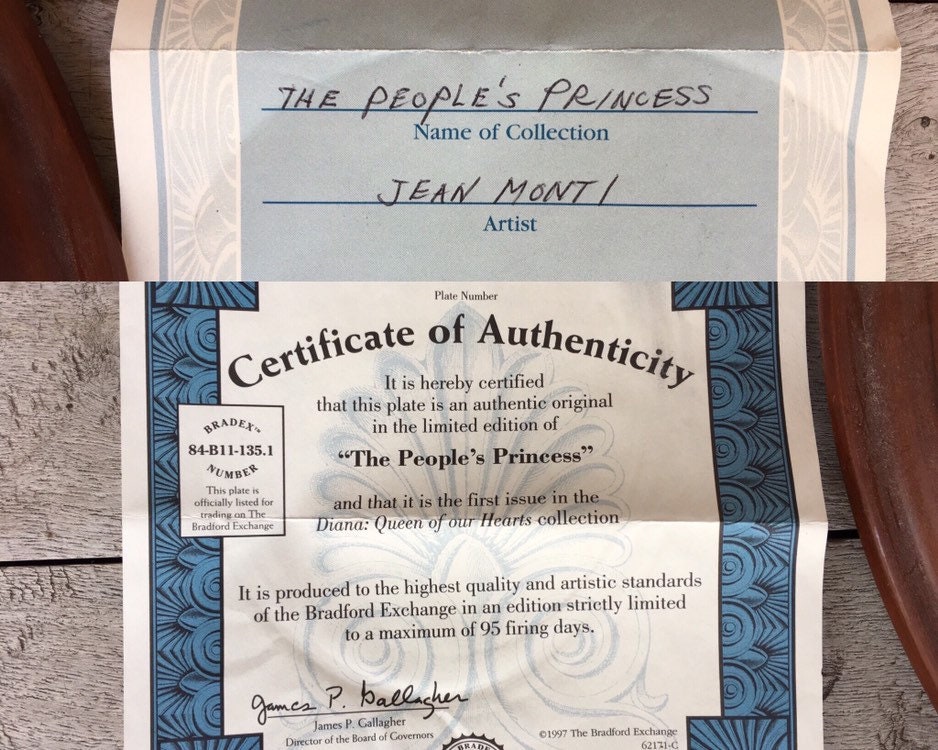 THE PEOPLE'S PRINCESS
Name of Collection
JEAN MONTI
Artist
Plate Number
Certificate of Authenticity
It is hereby certified
that this plate is an authentic original
in the limited edition of
“The People’s Princess”
and that it is the first issue in the
Diana: Queen of our Hearts collection
BRADEX™
84-B11-135.1
NUMBER
This plate is
officially listed for
trading on The
Bradford Exchange
It is produced to the highest quality and artistic standards
of the Bradford Exchange in an edition strictly limited
to a maximum of 95 firing days.
James P. Gallagher
James P. Gallagher
Director of the Board of Governors
BRADE
©1997 The Bradford Exchange
62171-C